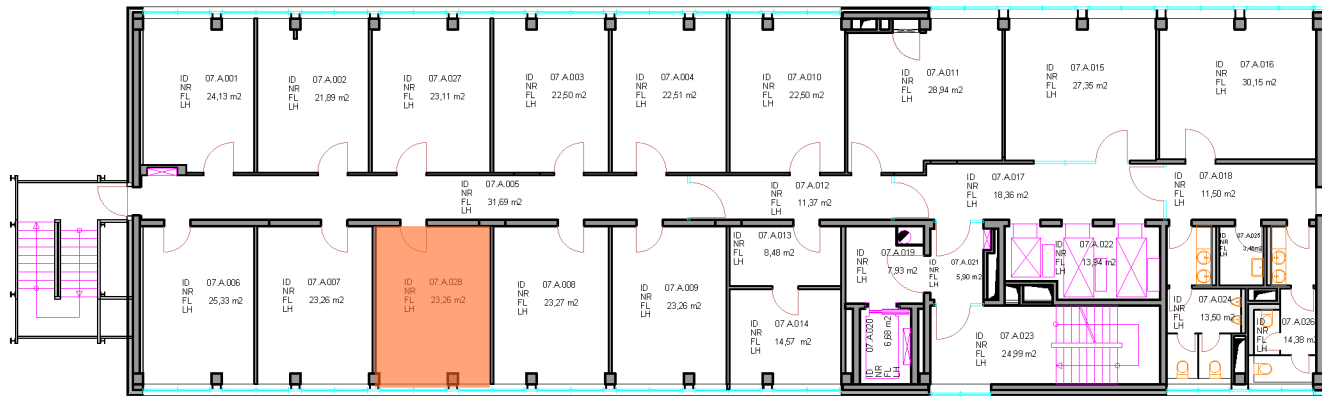 ID 07.A.001
NR
FL 24,13 m2
LH
ID 07.A.002
NR
FL 21,89 m2
LH
ID 07.A.027
NR
FL 23,11 m2
LH
ID 07.A.003
NR
FL 22,50 m2
LH
ID 07.A.004
NR
FL 22,51 m2
LH
ID 07.A.010
NR
FL 22,50 m2
LH
ID 07.A.011
NR
FL 28,94 m2
LH
ID 07.A.015
NR
FL 27,35 m2
LH
ID 07.A.016
NR
FL 30,15 m2
LH
ID 07.A.005
NR
FL 31,69 m2
LH
ID 07.A.012
NR
FL 11,37 m2
LH
ID 07.A.017
NR
FL 18,36 m2
LH
ID 07.A.018
NR
FL 11,50 m2
LH
ID 07.A.006
NR
FL 25,33 m2
LH
ID 07.A.007
NR
FL 23,26 m2
LH
ID 07.A.028
NR
FL 23,26 m2
LH
ID 07.A.008
NR
FL 23,27 m2
LH
ID 07.A.009
NR
FL 23,26 m2
LH
ID 07.A.013
NR
FL 8,48 m2
LH
ID 07.A.014
NR
FL 14,57 m2
LH
ID 07.A.019
NR
FL 7,93 m2
LH
ID 07.A.020
NR
FL 6,68 m2
LH
ID 07.A.021
NR
FL 5,90 m2
LH
ID 07.A.022
NR
FL 13,94 m2
LH
ID 07.A.023
NR
FL 24,99 m2
LH
ID 07.A.025
NR
FL 3,46m2
LH
ID 07.A.024
NR
FL 13,50 m2
LH
ID 07.A.026
NR
FL 14,38 m2
LH